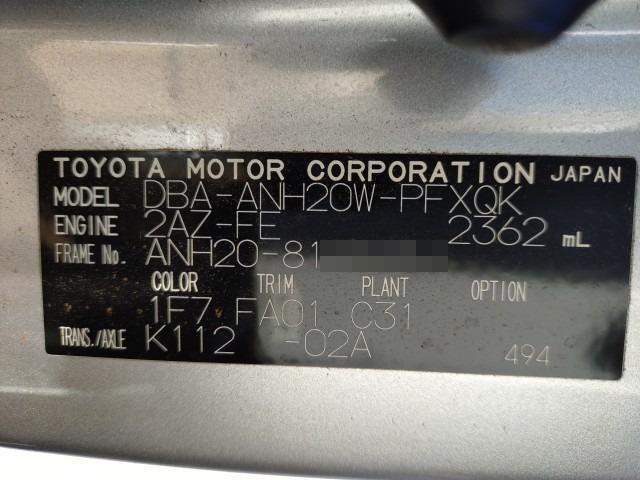 TOYOTA MOTOR CORPORATION JAPAN
MODEL DBA-ANH20W-PFXQK
ENGINE 2AZ-FE 2362 mL
FRAME No. ANH20-81
COLOR TRIM PLANT OPTION
1F7 FA01 C31
TRANS./AXLE K112 -02A 494